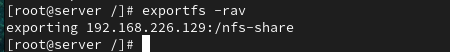 [root@server /]# exportfs -rav
exporting 192.168.226.129:/nfs-share
[root@server /]#